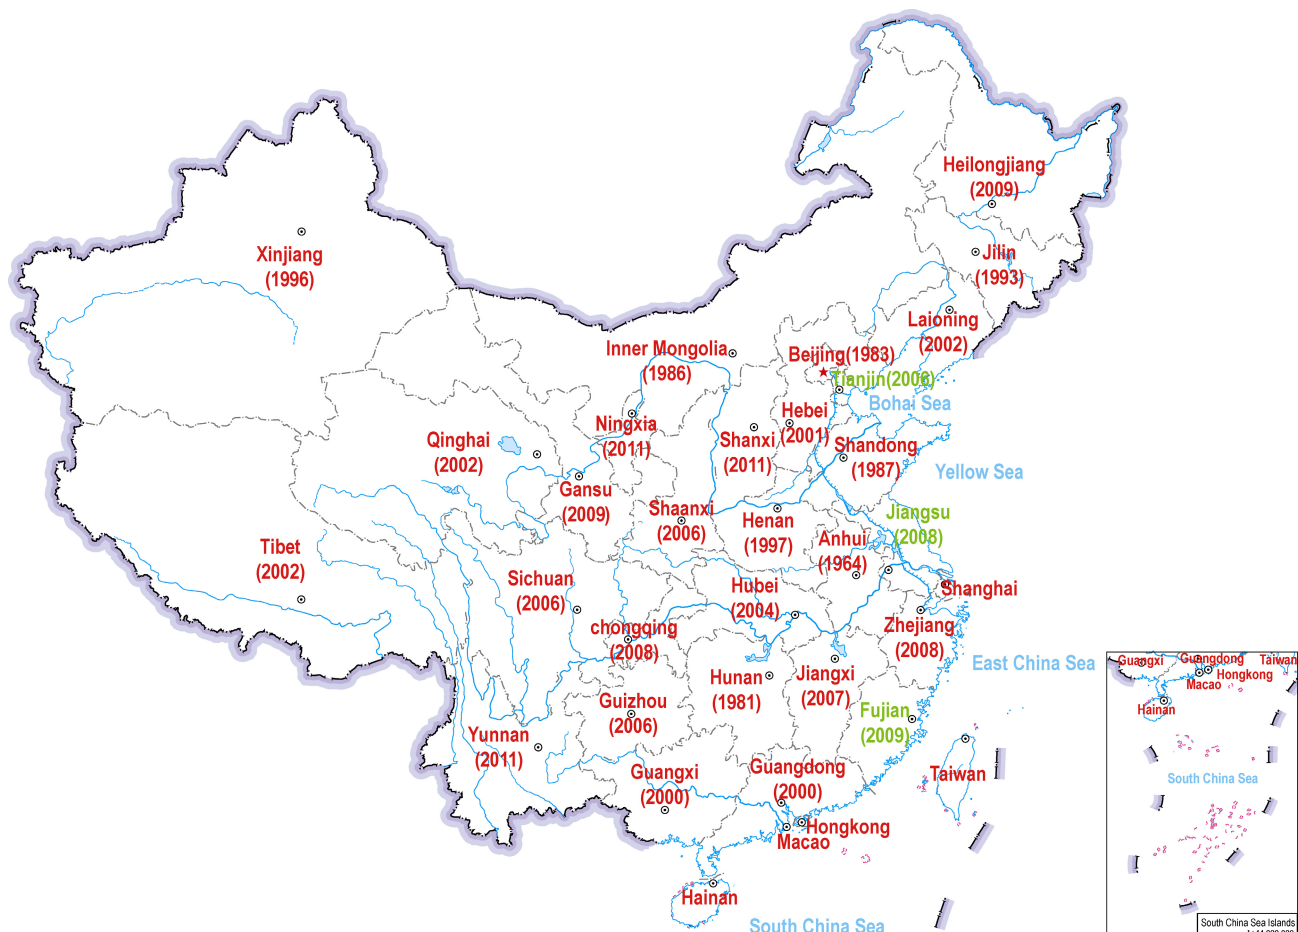 Heilongjiang
(2009)
Xinjiang
(1996)
Jilin
(1993)
Laioning
(2002)
Inner Mongolia
(1986)
Beijing(1983)
Tianjin(2006)
Bohai Sea
Ningxia
(2011)
Hebei
(2001)
Qinghai
(2002)
Shanxi
(2011)
Shandong
(1987)
Yellow Sea
Gansu
(2009)
Shaanxi
(2006)
Henan
(1997)
Jiangsu
(2008)
Anhui
(1964)
Tibet
(2002)
Sichuan
(2006)
Hubei
(2004)
Shanghai
chongqing
(2008)
Zhejiang
(2008)
East China Sea
Hunan
(1981)
Jiangxi
(2007)
Guizhou
(2006)
Fujian
(2009)
Yunnan
(2011)
Guangxi
(2000)
Guangdong
(2000)
Taiwan
Hongkong
Macao
Hainan
South China Sea
Guangxi
Guangdong
Taiwan
Hongkong
Macao
Hainan
South China Sea
South China Sea Islands